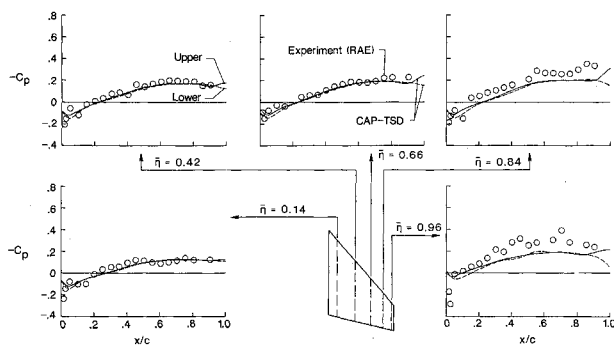 .8
.6
.4
.2
0
-.2
-.4
-Cp
Upper
Lower
Experiment (RAE)
CAP-TSD
η̄ = 0.42
η̄ = 0.66
η̄ = 0.84
η̄ = 0.14
η̄ = 0.96
.8
.6
.4
.2
0
-.2
-.4
-Cp
0 .2 .4 .6 .8 1.0
x/c
0 .2 .4 .6 .8 1.0
x/c